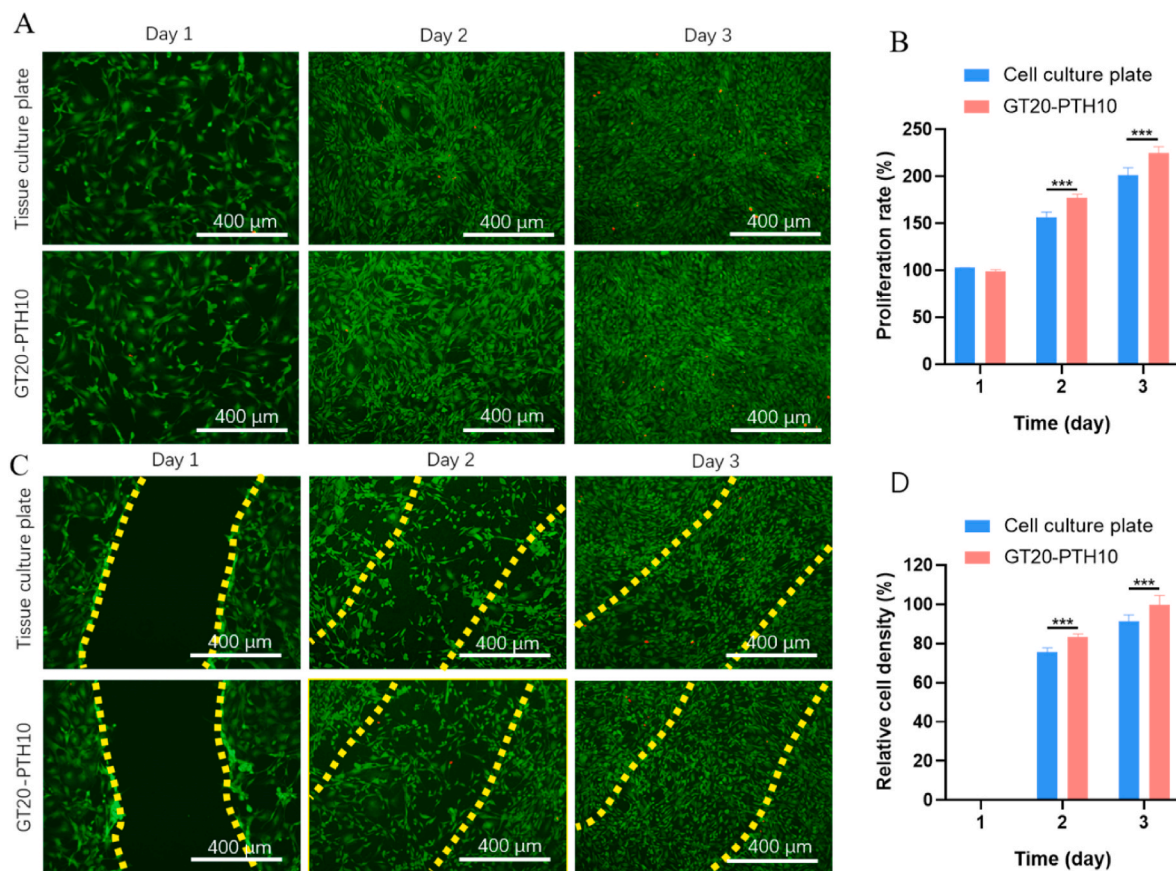 A
Day 1
Day 2
Day 3
Tissue culture plate
400 μm
400 μm
400 μm
GT20-PTH10
400 μm
400 μm
400 μm
B
Cell culture plate
GT20-PTH10
Proliferation rate (%)
250
200
150
100
50
0
***
***
1
2
3
Time (day)
C
Day 1
Day 2
Day 3
Tissue culture plate
400 μm
400 μm
400 μm
GT20-PTH10
400 μm
400 μm
400 μm
D
Cell culture plate
GT20-PTH10
Relative cell density (%)
120
100
80
60
40
20
0
***
***
1
2
3
Time (day)